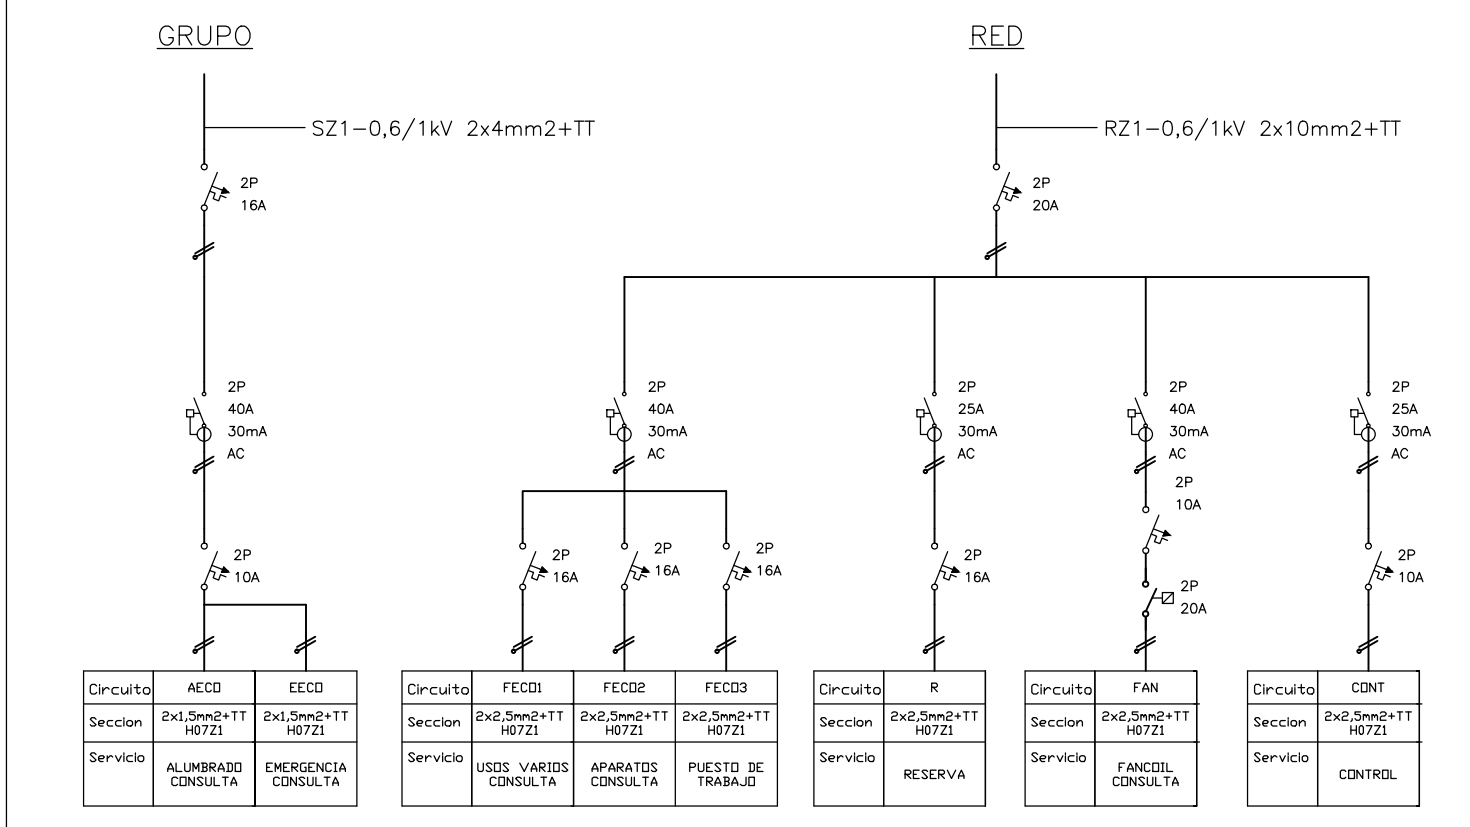 GRUPO
RED
SZ1-0,6/1kV 2x4mm2+TT
RZ1-0,6/1kV 2x10mm2+TT
2P
16A
2P
20A
2P
40A
30mA
AC
2P
40A
30mA
AC
2P
25A
30mA
AC
2P
40A
30mA
AC
2P
25A
30mA
AC
2P
10A
2P
10A
2P
16A
2P
16A
2P
16A
2P
16A
2P
20A
2P
10A
Circuito AECO EECO
Seccion 2x1,5mm2+TT 2x1,5mm2+TT
H07Z1 H07Z1
Servicio
ALUMBRADO EMERGENCIA
CONSULTA CONSULTA
Circuito FECO1 FECO2 FECO3
Seccion 2x2,5mm2+TT 2x2,5mm2+TT 2x2,5mm2+TT
H07Z1 H07Z1 H07Z1
Servicio
USOS VARIOS APARATOS PUESTO DE
CONSULTA CONSULTA TRABAJO
Circuito R
Seccion 2x2,5mm2+TT
H07Z1
Servicio
RESERVA
Circuito FAN
Seccion 2x2,5mm2+TT
H07Z1
Servicio
FANCOIL
CONSULTA
Circuito CONT
Seccion 2x2,5mm2+TT
H07Z1
Servicio
CONTROL